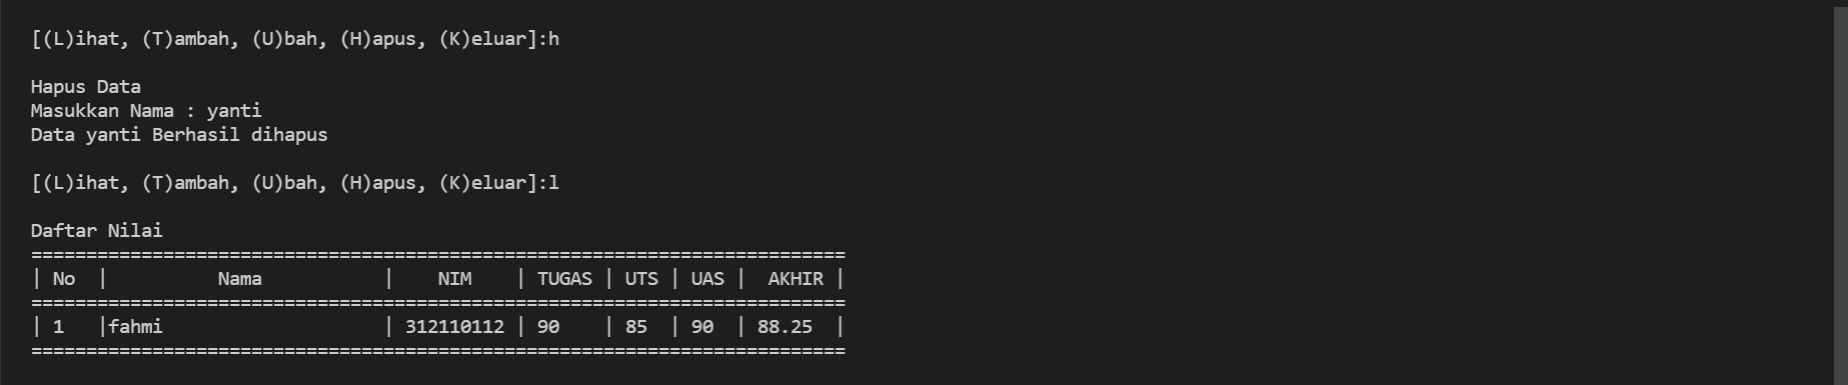 [(L)ihat, (T)ambah, (U)bah, (H)apus, (K)eluar]:h
Hapus Data
Masukkan Nama : yanti
Data yanti Berhasil dihapus
[(L)ihat, (T)ambah, (U)bah, (H)apus, (K)eluar]:l
Daftar Nilai
==========================================================================
| No  |          Nama           |    NIM    | TUGAS | UTS | UAS |  AKHIR |
==========================================================================
| 1   |fahmi                    | 312110112 | 90    | 85  | 90  | 88.25  |
==========================================================================